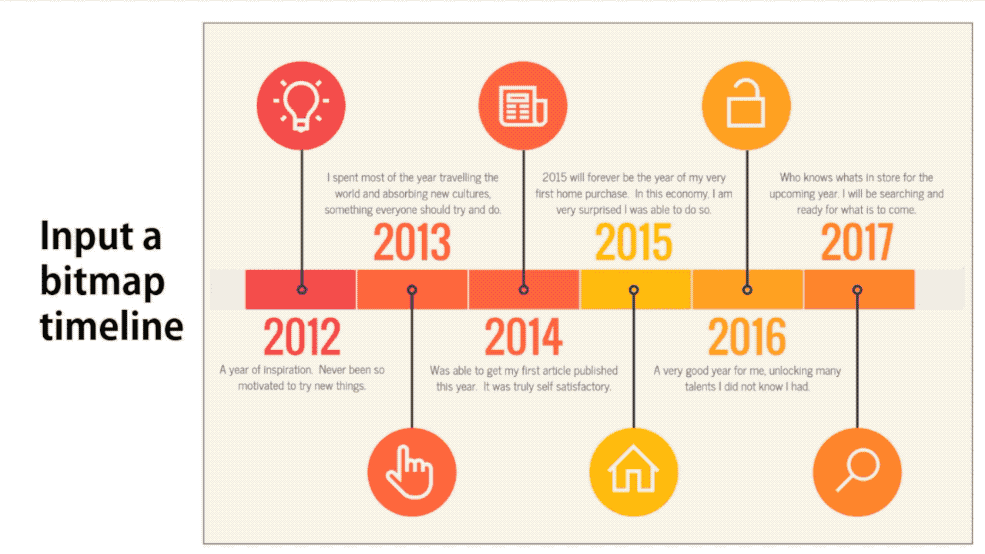 Input a
bitmap
timeline
I spent most of the year travelling the
world and absorbing new cultures,
something everyone should try and do.
2013
2015 will forever be the year of my very
first home purchase. In this economy, I am
very surprised I was able to do so.
2015
Who knows whats in store for the
upcoming year. I will be searching and
ready for what is to come.
2017
2012
A year of inspiration. Never been so
motivated to try new things.
2014
Was able to get my first article published
this year. It was truly self satisfactory.
2016
A very good year for me, unlocking many
talents I did not know I had.